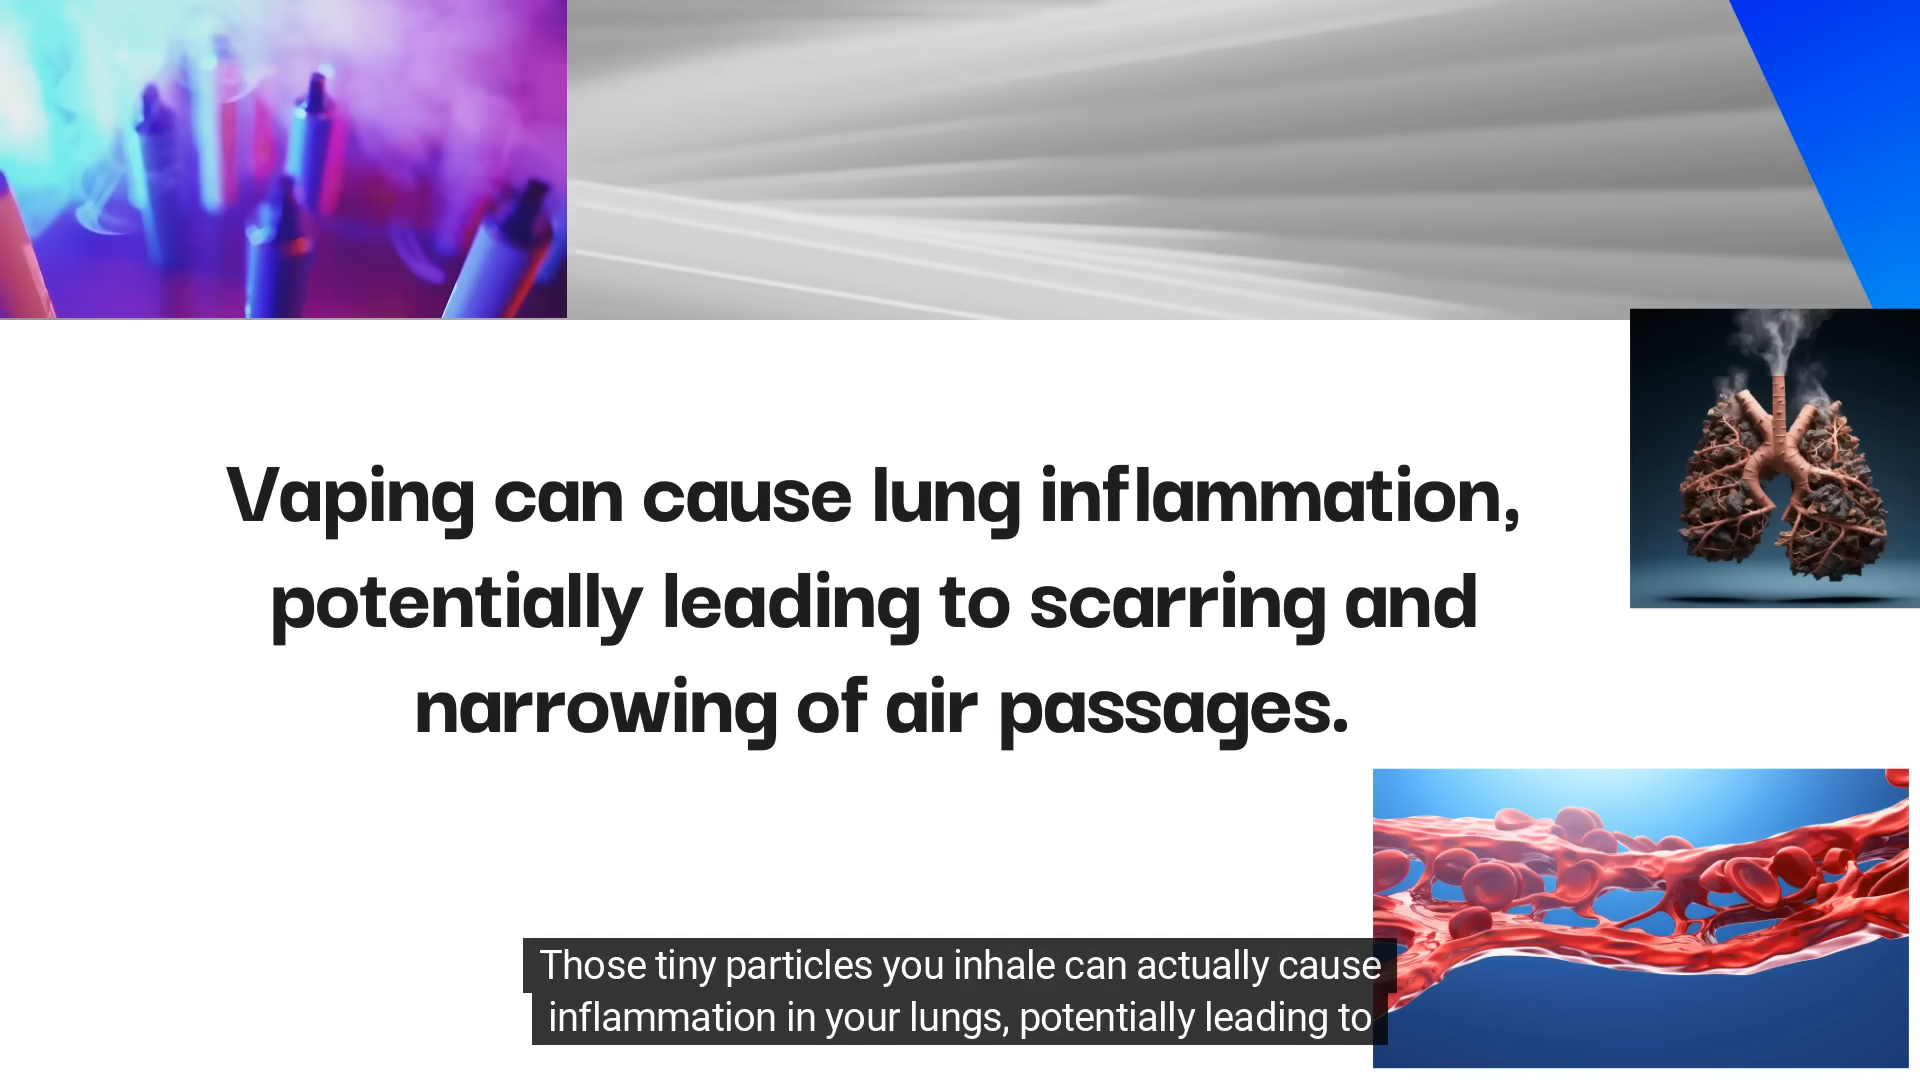 Vaping can cause lung inflammation,
potentially leading to scarring and
narrowing of air passages.
Those tiny particles you inhale can actually cause
inflammation in your lungs, potentially leading to